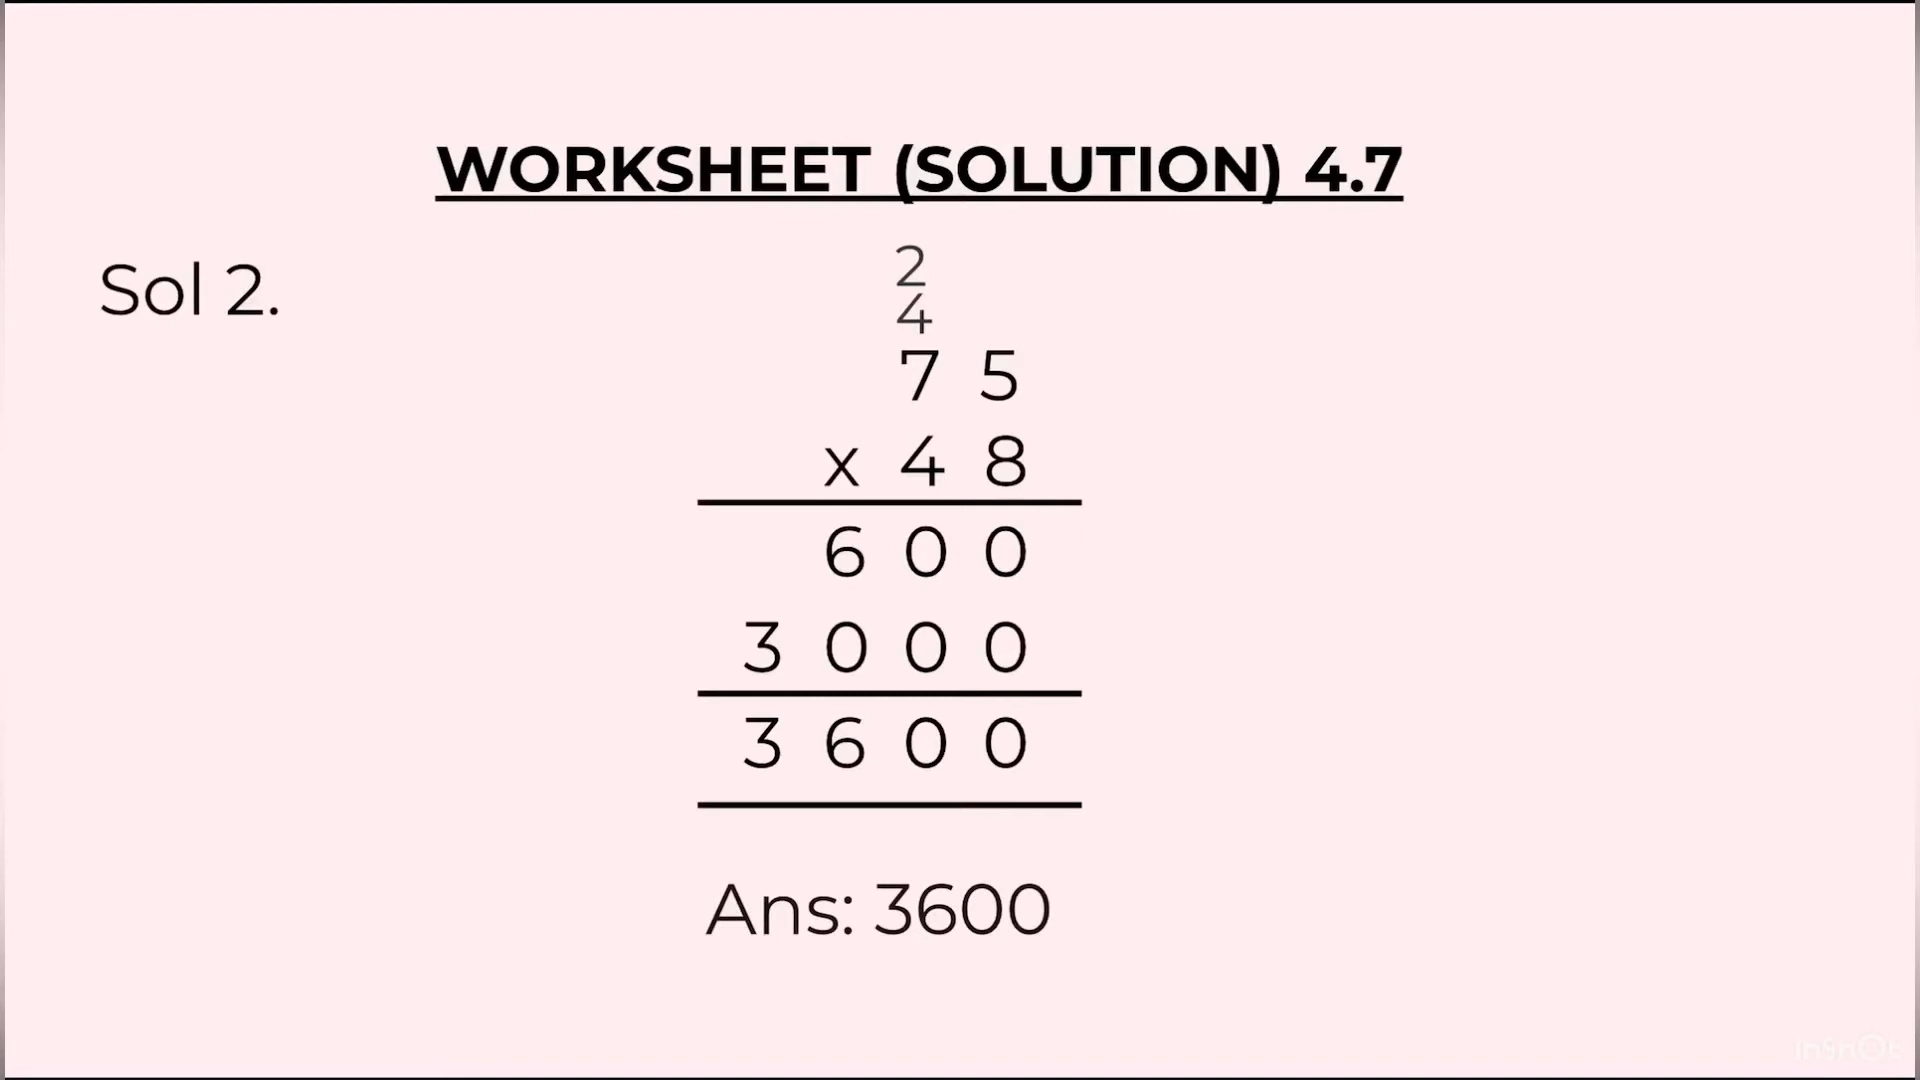 WORKSHEET (SOLUTION) 4.7
Sol 2.
2
4
7 5
x 4 8
6 0 0
3 0 0 0
3 6 0 0
Ans: 3600
InShOt